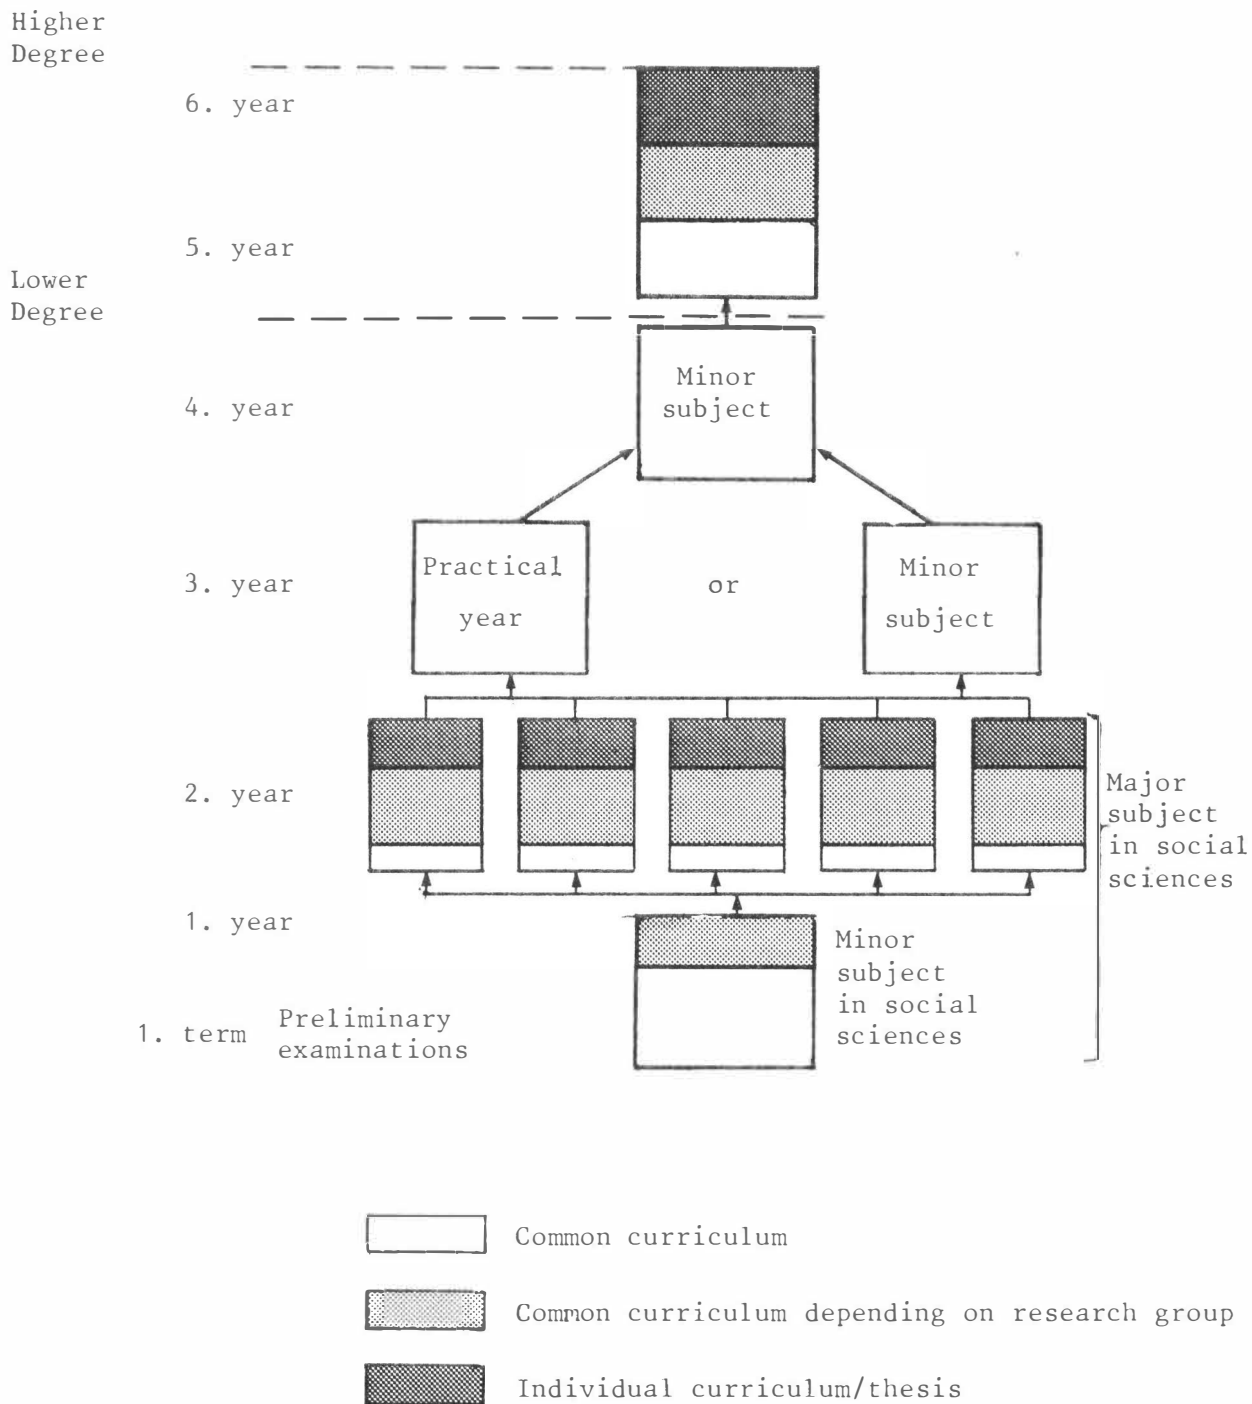 Higher
Degree
6. year
5. year
Lower
Degree
Minor
subject
4. year
Practical
year
3. year
or
Minor
subject
2. year
Major
subject
in social
sciences
1. year
Minor
subject
in social
sciences
1. term
Preliminary
examinations
Common curriculum
Common curriculum depending on research group
Individual curriculum/thesis